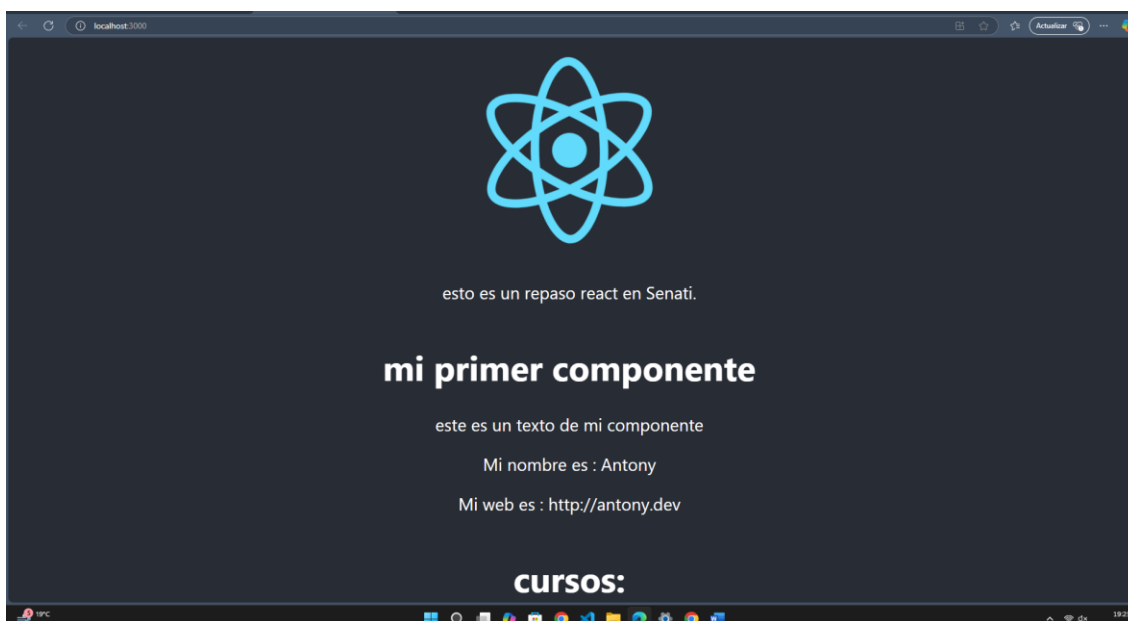 localhost:3000
Actualizar
esto es un repaso react en Senati.
mi primer componente
este es un texto de mi componente
Mi nombre es : Antony
Mi web es : http://antony.dev
cursos:
19°C